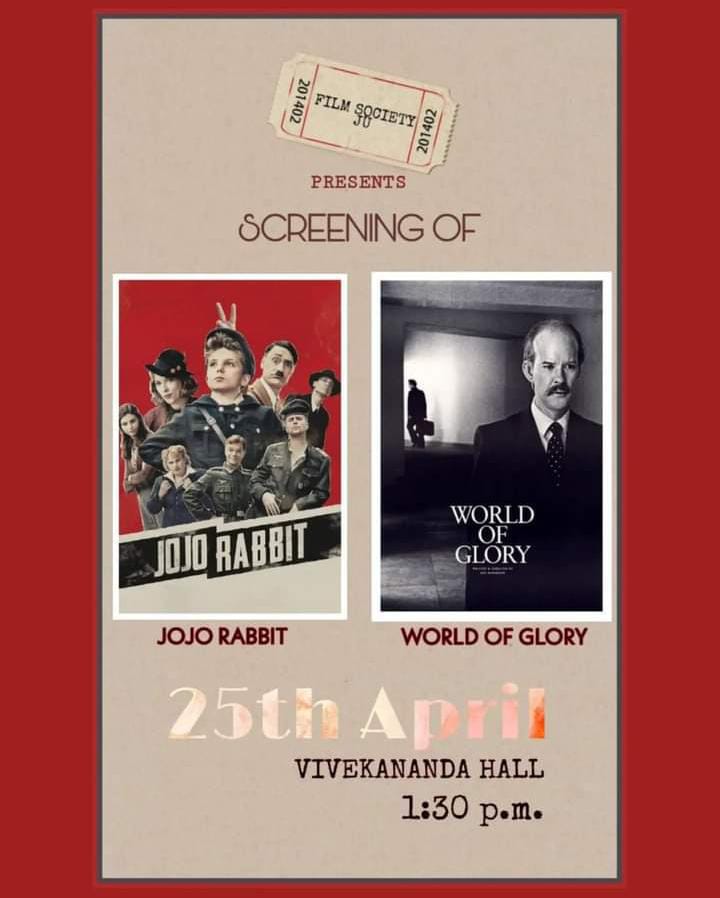 201402
FILM SOCIETY
JU
201402
PRESENTS
SCREENING OF
JOJO RABBIT
WORLD
OF
GLORY
JOJO RABBIT
WORLD OF GLORY
25th April
VIVEKANANDA HALL
1:30 p.m.